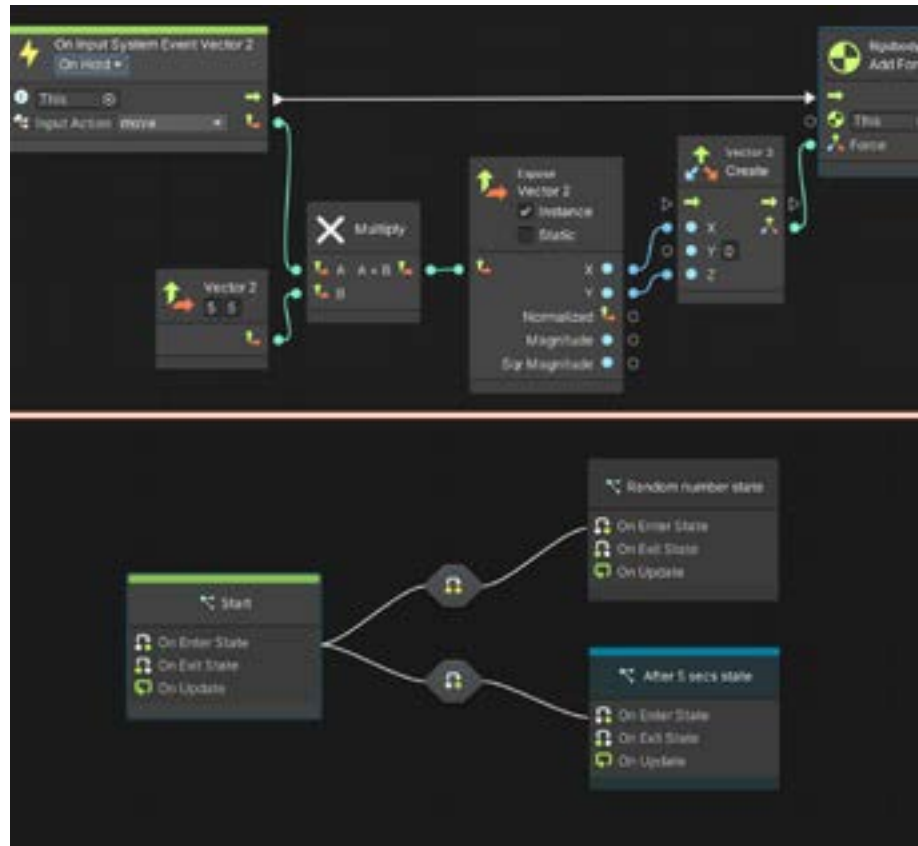 On Input System Event Vector 2
On Hold
This
Input Action move
Rigidbody
Add For
This
Force
Multiply
A A × B
B
Vector 2
5 5
Expose
Vector 2
Instance
Static
X
Y
Normalized
Magnitude
Sqr Magnitude
Vector 3
Create
X
Y 0
Z
Random number state
On Enter State
On Exit State
On Update
Start
On Enter State
On Exit State
On Update
After 5 secs state
On Enter State
On Exit State
On Update